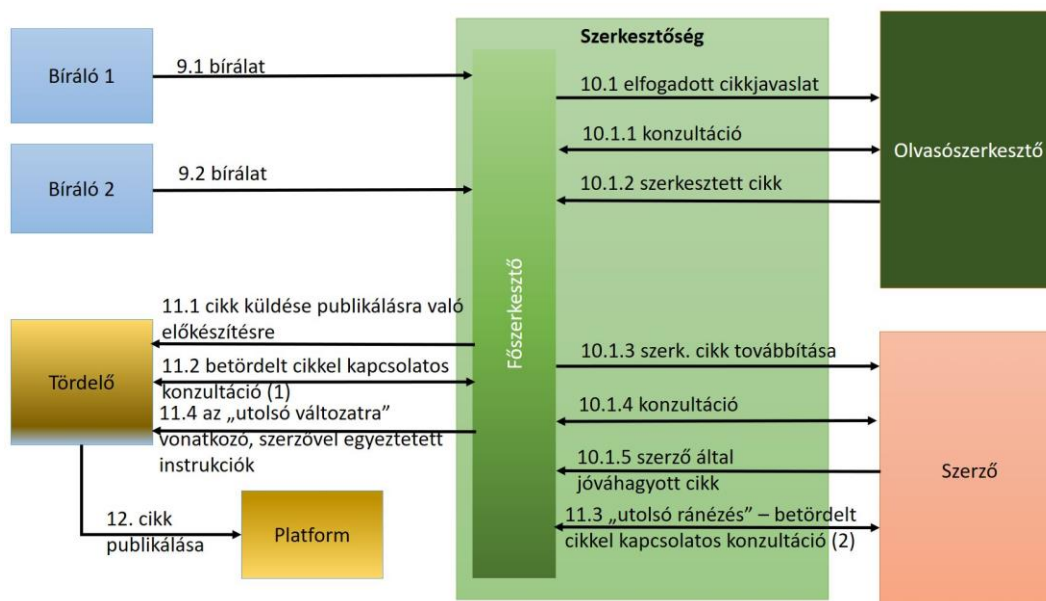 Szerkesztőség
Bíráló 1
9.1 bírálat
10.1 elfogadott cikkjavaslat
10.1.1 konzultáció
Olvasószerkesztő
Bíráló 2
9.2 bírálat
10.1.2 szerkesztett cikk
Főszerkesztő
11.1 cikk küldése publikálásra való
előkészítésre
Tördelő
11.2 betördelt cikkel kapcsolatos
konzultáció (1)
11.4 az „utolsó változatra”
vonatkozó, szerzővel egyeztetett
instrukciók
10.1.3 szerk. cikk továbbítása
10.1.4 konzultáció
10.1.5 szerző által
jóváhagyott cikk
Szerző
11.3 „utolsó ránézés” – betördelt
cikkel kapcsolatos konzultáció (2)
12. cikk
publikálása
Platform